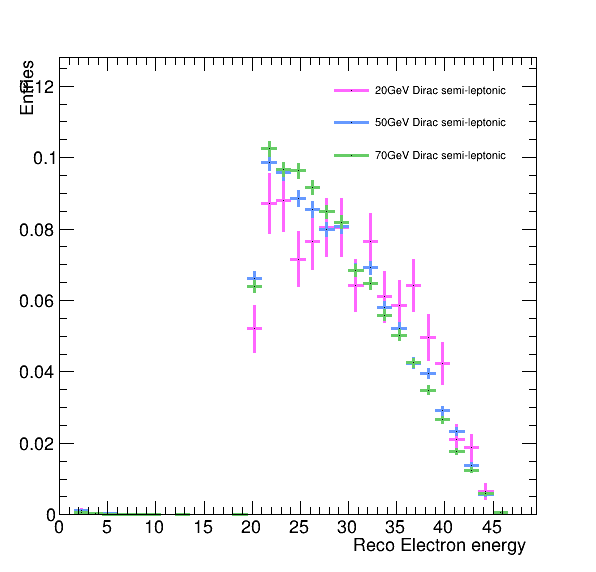 Entries
0.12
20GeV Dirac semi-leptonic
50GeV Dirac semi-leptonic
0.1
70GeV Dirac semi-leptonic
0.08
0.06
0.04
0.02
0
0 5 10 15 20 25 30 35 40 45
Reco Electron energy